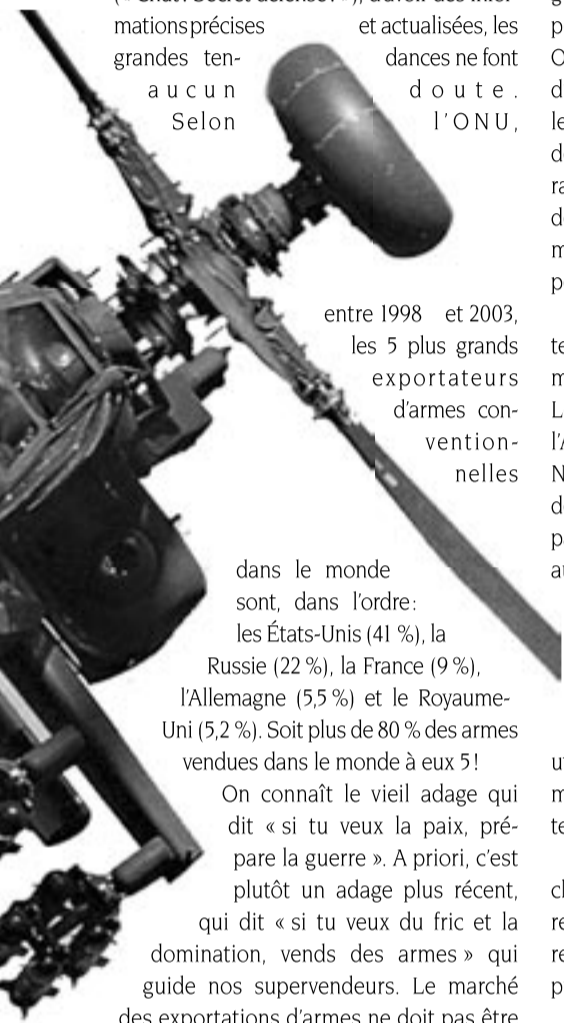 mations précises et actualisées, les
grandes ten- dances ne font
aucun doute.
Selon l'ONU,
entre 1998 et 2003,
les 5 plus grands
exportateurs
d'armes con-
vention-
nelles
dans le monde
sont, dans l'ordre:
les États-Unis (41 %), la
Russie (22 %), la France (9 %),
l'Allemagne (5,5 %) et le Royaume-
Uni (5,2 %). Soit plus de 80 % des armes
vendues dans le monde à eux 5!
On connaît le vieil adage qui
dit « si tu veux la paix, pré-
pare la guerre ». A priori, c'est
plutôt un adage plus récent,
qui dit « si tu veux du fric et la
domination, vends des armes » qui
guide nos supervendeurs. Le marché
des exportations d'armes ne doit pas être